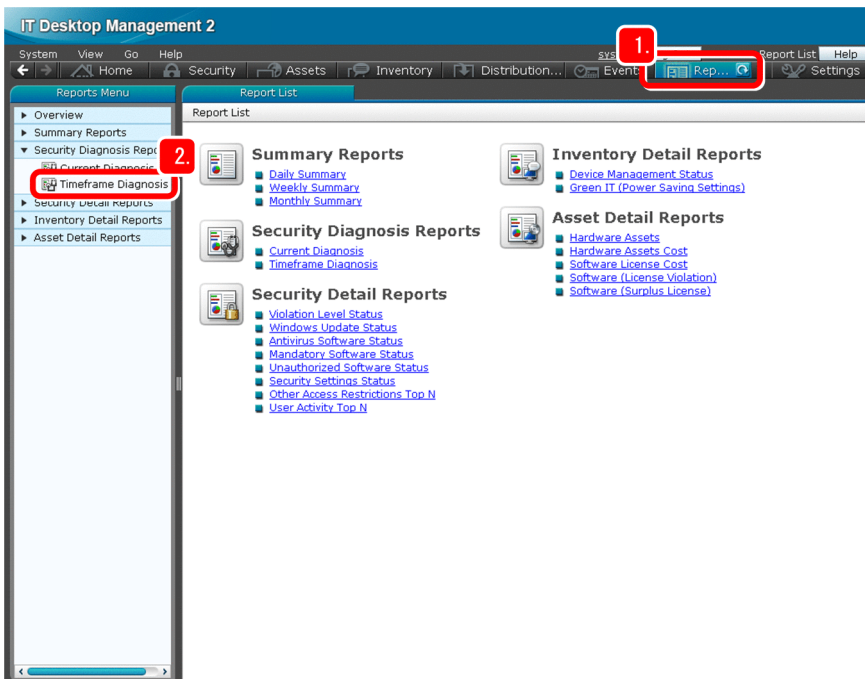 IT Desktop Management 2
System View Go Help
1.
Report List Help
Home Security Assets Inventory Distribution... Events Rep... Settings
Reports Menu
Report List
Overview
Summary Reports
Security Diagnosis Repo
2.
Current Diagnosis
Timeframe Diagnosis
Security Detail Reports
Inventory Detail Reports
Asset Detail Reports
Report List
Summary Reports
Daily Summary
Weekly Summary
Monthly Summary
Security Diagnosis Reports
Current Diagnosis
Timeframe Diagnosis
Security Detail Reports
Violation Level Status
Windows Update Status
Antivirus Software Status
Mandatory Software Status
Unauthorized Software Status
Security Settings Status
Other Access Restrictions Top N
User Activity Top N
Inventory Detail Reports
Device Management Status
Green IT (Power Saving Settings)
Asset Detail Reports
Hardware Assets
Hardware Assets Cost
Software License Cost
Software (License Violation)
Software (Surplus License)